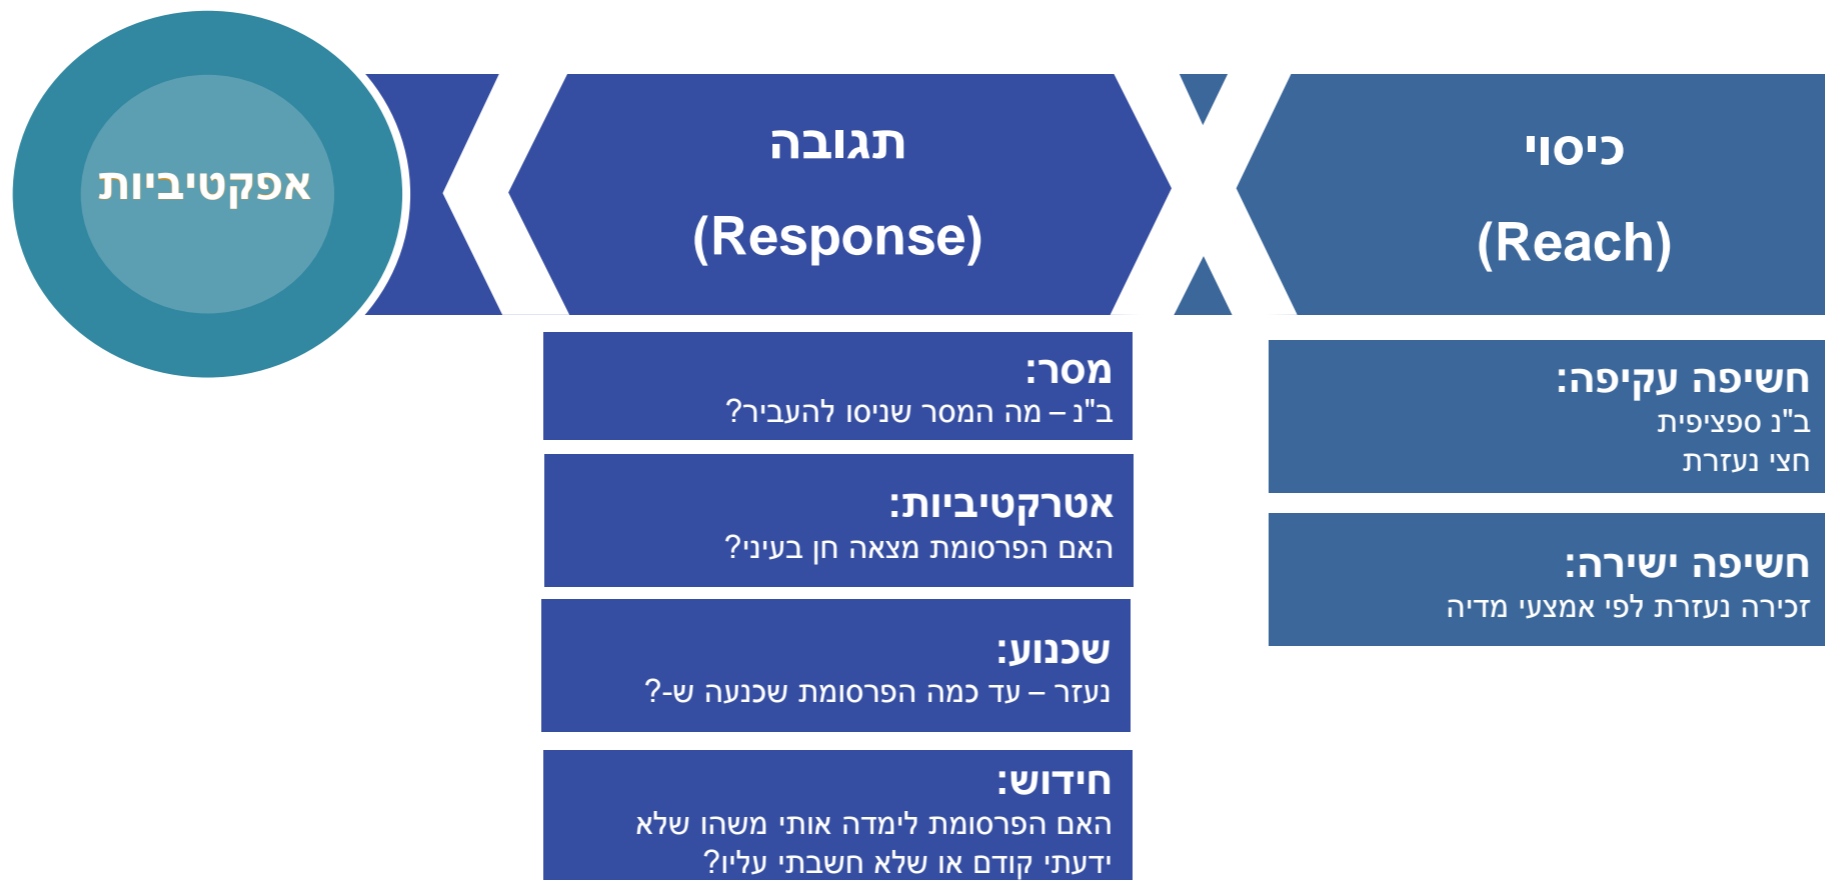 כיסוי
(Reach)
חשיפה עקיפה:
ב"נ ספציפית
חצי נעזרת
חשיפה ישירה:
זכירה נעזרת לפי אמצעי מדיה
תגובה
(Response)
מסר:
ב"נ – מה המסר שניסו להעביר?
אטרקטיביות:
האם הפרסומת מצאה חן בעיני?
שכנוע:
נעזר – עד כמה הפרסומת שכנעה ש-?
חידוש:
האם הפרסומת לימדה אותי משהו שלא
ידעתי קודם או שלא חשבתי עליו?
אפקטיביות